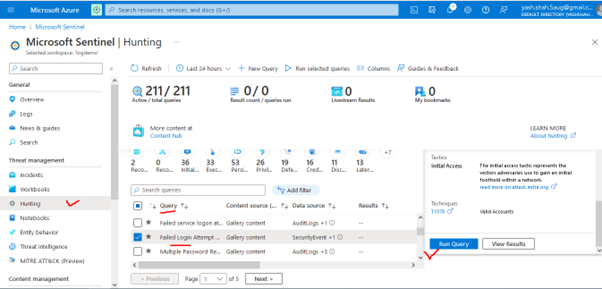 Microsoft Azure
Search resources, services, and docs (G+/)
1
DEFAULT DIRECTORY
Home > Microsoft Sentinel
Microsoft Sentinel | Hunting ...
Selected workspace:
Search
«
General
Overview
Logs
News & guides
Search
Threat management
Incidents
Workbooks
Hunting
Notebooks
Entity behavior
Threat intelligence
MITRE ATT&CK (Preview)
Content management
Refresh
Last 24 hours
+ New Query
Run selected queries
Columns
Guides & Feedback
211/211
Active / total queries
0/0
Result count / queries run
0
Livestream Results
0
My bookmarks
More content at
Content hub
LEARN MORE
About hunting
+7
2 0 36 33 53 26 19 16 11 13
Reco... Reso... Initial... Exec... Persi... Privil... Defe... Cred... Disc... Later...
Search queries
Add filter
Query
Content source (...
Data source
Results
Failed service logon at...
Gallery content
AuditLogs +1
--
Failed Login Attempt ...
Gallery content
SecurityEvent +1
--
Multiple Password Re...
Gallery content
AuditLogs +3
--
< Previous
Page
1
of 5
Next >
Tactics
Initial Access
The initial access tactic represents the
vectors adversaries use to gain an initial
foothold within a network.
read more on attack.mitre.org
Techniques
T1078
Valid Accounts
Run Query
View Results